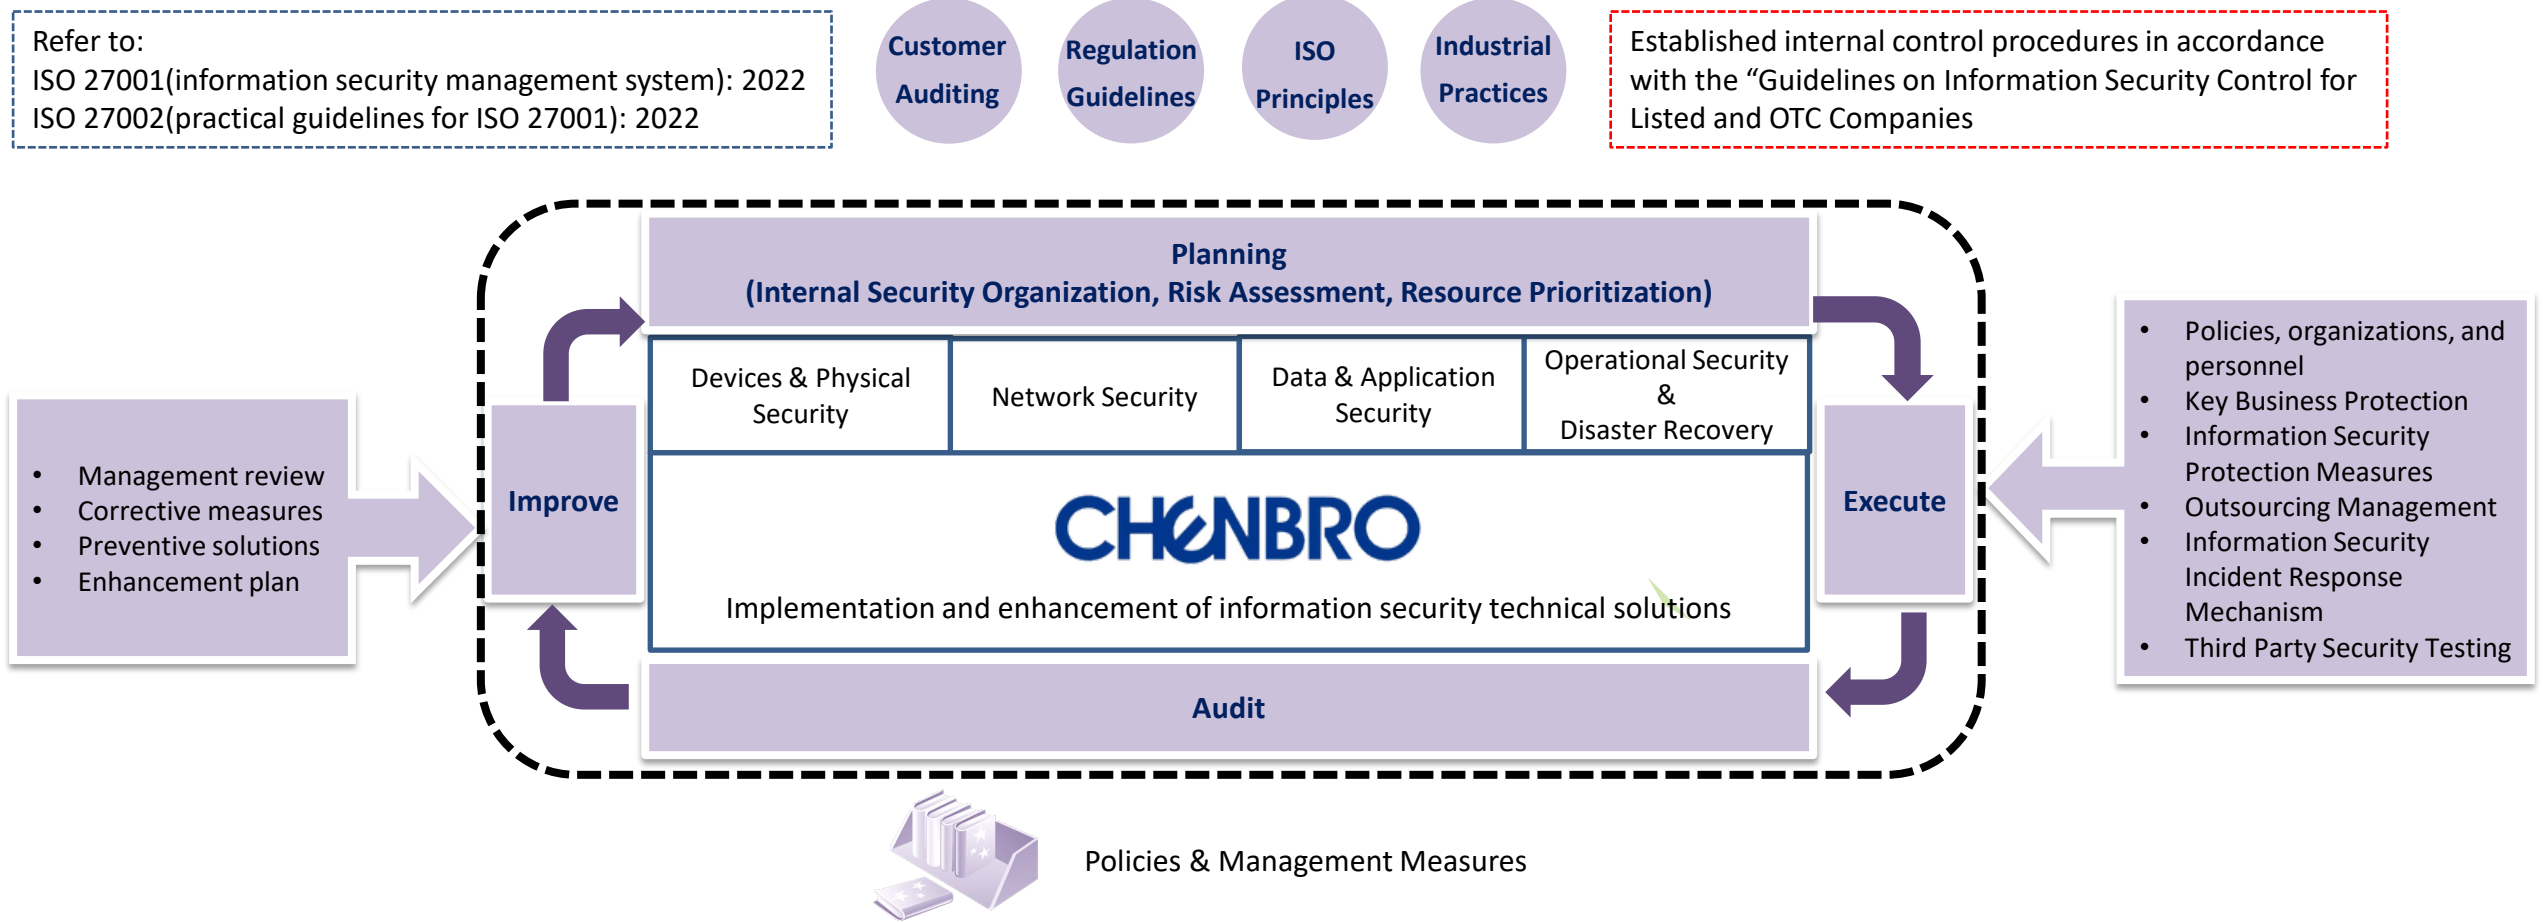 Refer to:
ISO 27001(information security management system): 2022
ISO 27002(practical guidelines for ISO 27001): 2022
Customer
Auditing
Regulation
Guidelines
ISO
Principles
Industrial
Practices
Established internal control procedures in accordance
with the “Guidelines on Information Security Control for
Listed and OTC Companies
Planning
(Internal Security Organization, Risk Assessment, Resource Prioritization)
Devices & Physical
Security
Network Security
Data & Application
Security
Operational Security
&
Disaster Recovery
• Management review
• Corrective measures
• Preventive solutions
• Enhancement plan
Improve
CHENBRO
Implementation and enhancement of information security technical solutions
Execute
• Policies, organizations, and
personnel
• Key Business Protection
• Information Security
Protection Measures
• Outsourcing Management
• Information Security
Incident Response
Mechanism
• Third Party Security Testing
Audit
Policies & Management Measures